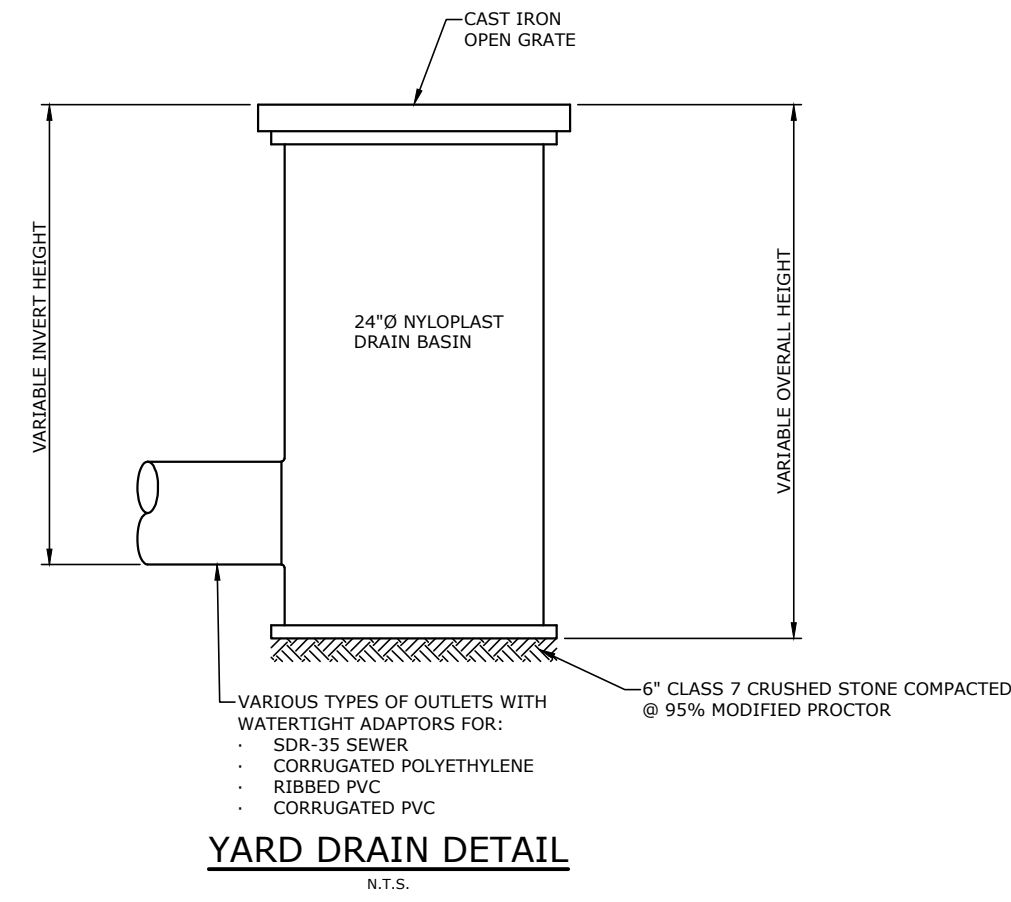 CAST IRON
OPEN GRATE
VARIABLE INVERT HEIGHT
24"Ø NYLOPLAST
DRAIN BASIN
VARIABLE OVERALL HEIGHT
6" CLASS 7 CRUSHED STONE COMPACTED
@ 95% MODIFIED PROCTOR
VARIOUS TYPES OF OUTLETS WITH
WATERTIGHT ADAPTORS FOR:
· SDR-35 SEWER
· CORRUGATED POLYETHYLENE
· RIBBED PVC
· CORRUGATED PVC
YARD DRAIN DETAIL
N.T.S.